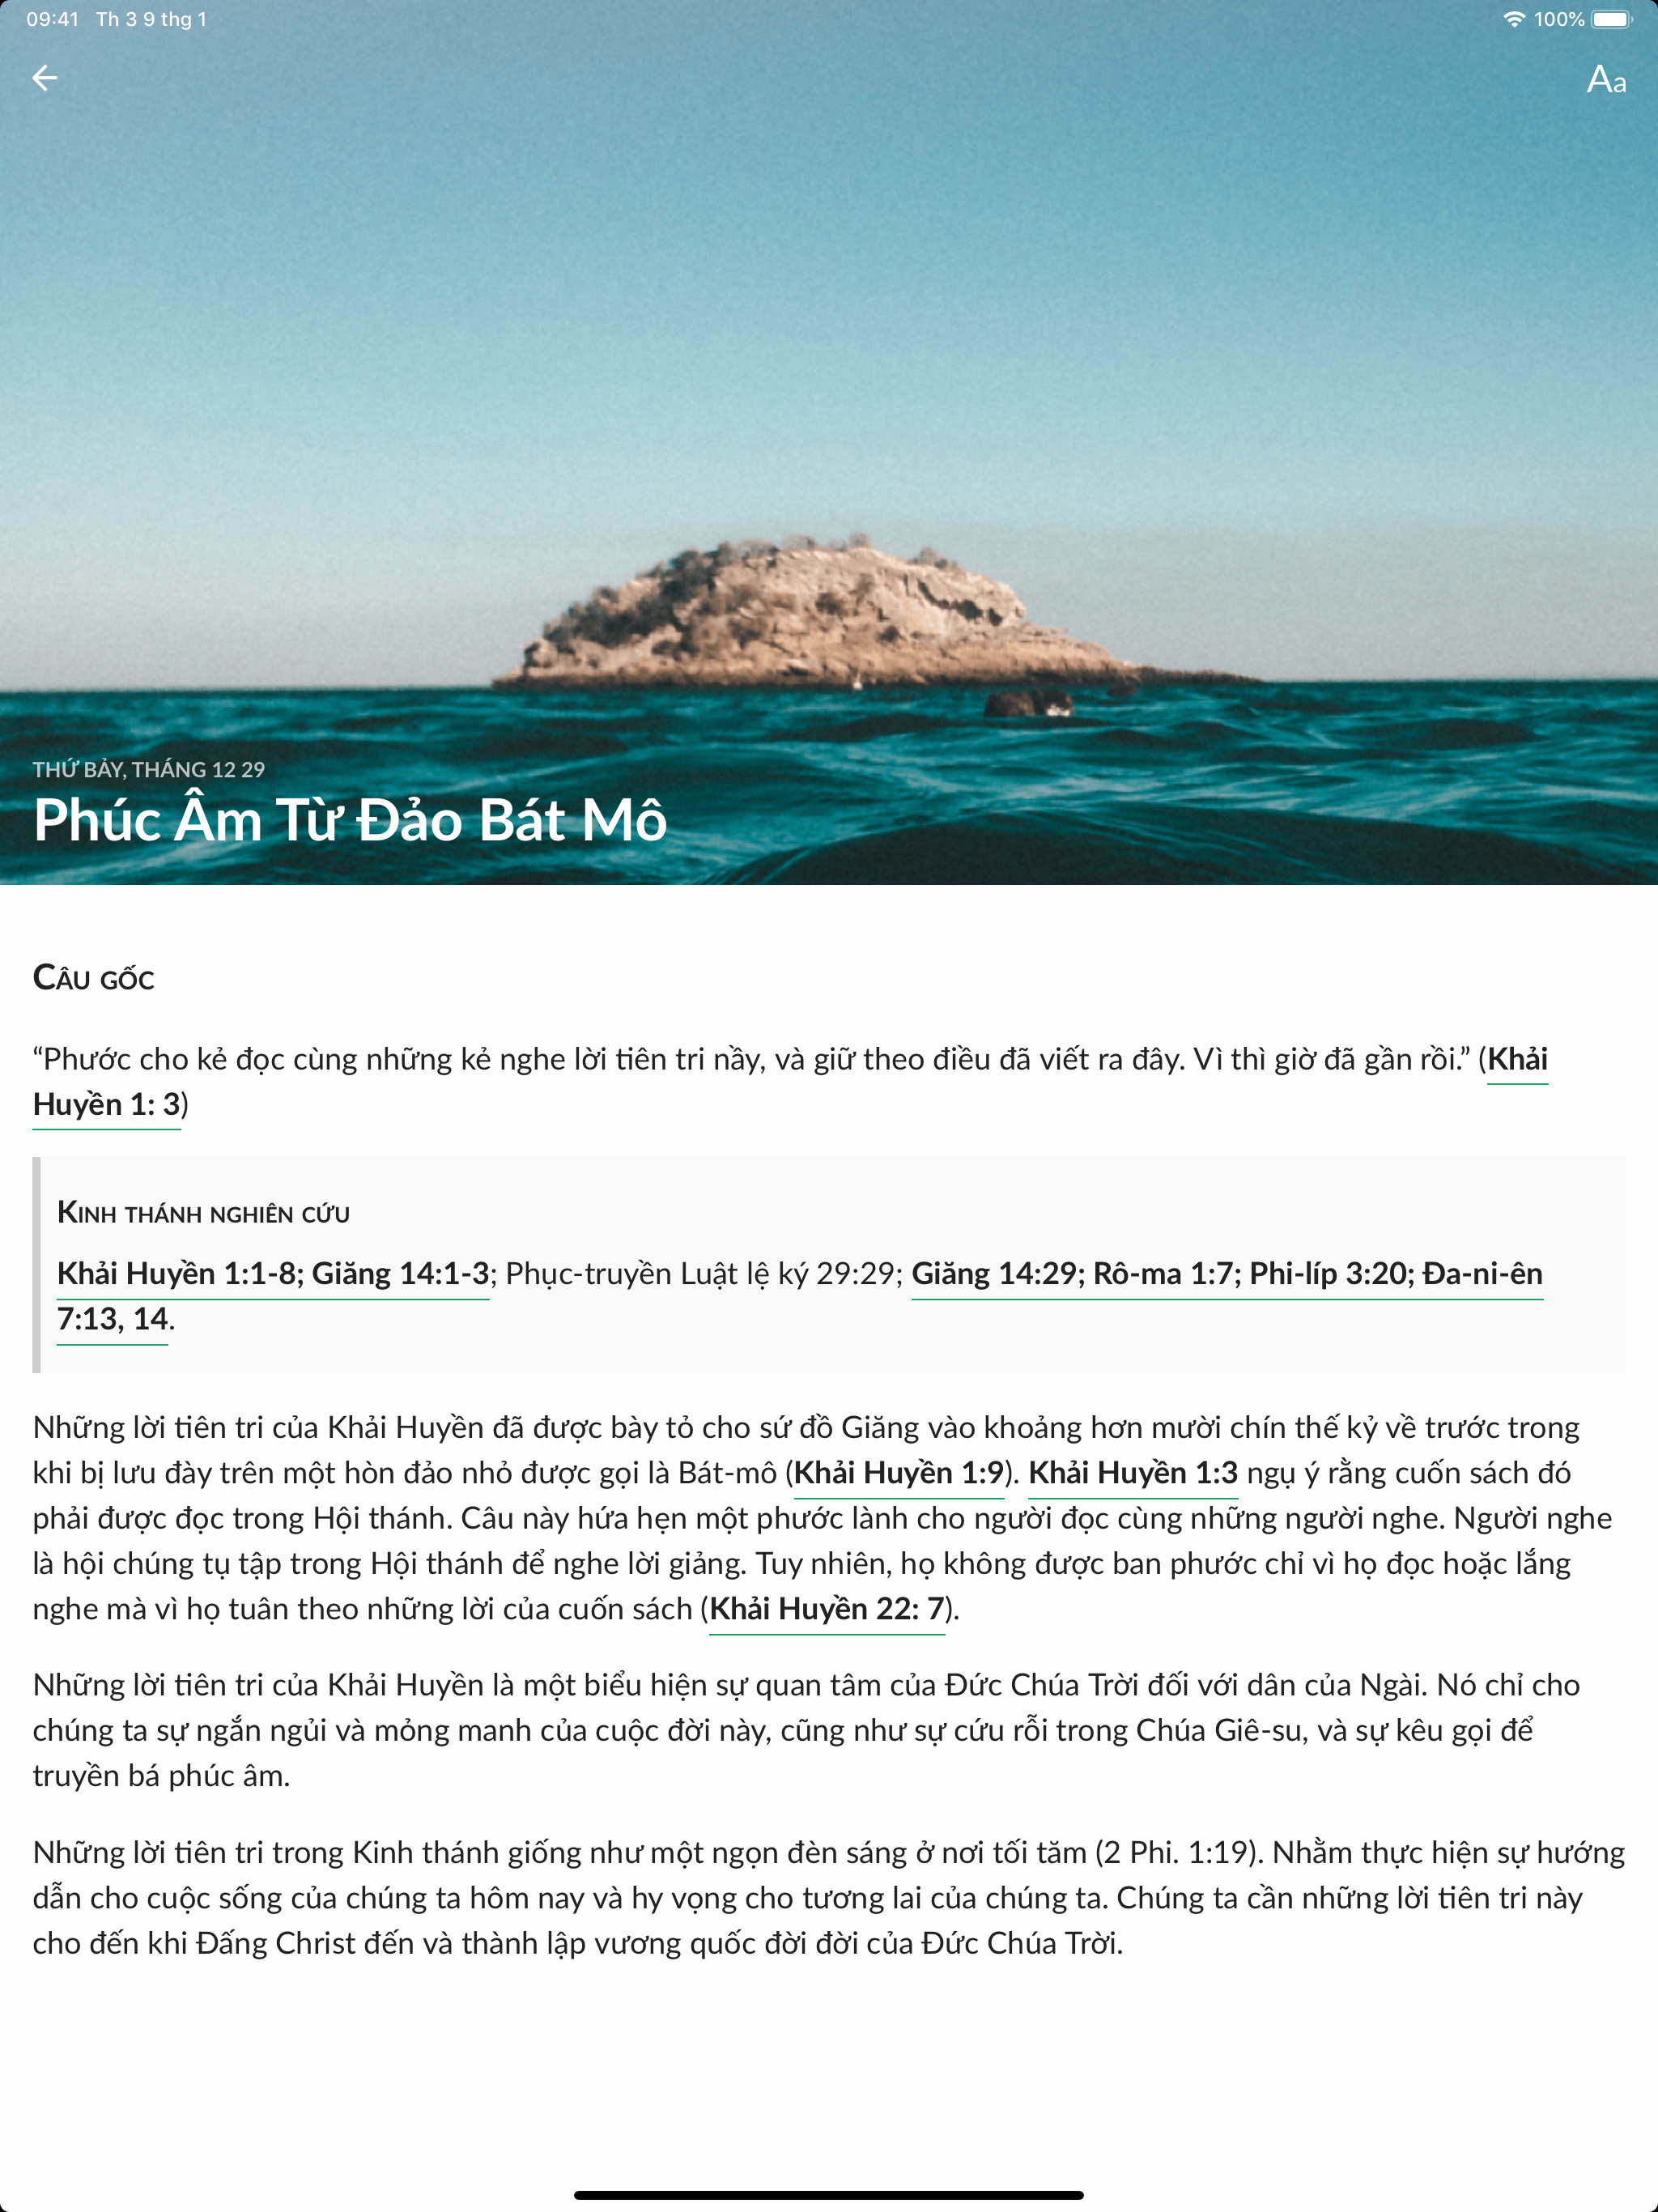 09:41 Th 3 9 thg 1
100%
Aa
THỨ BẢY, THÁNG 12 29
Phúc Âm Từ Đảo Bát Mô
Câu gốc
“Phước cho kẻ đọc cùng những kẻ nghe lời tiên tri nầy, và giữ theo điều đã viết ra đây. Vì thì giờ đã gần rồi.” (Khải
Huyền 1: 3)
Kinh thánh nghiên cứu
Khải Huyền 1:1-8; Giăng 14:1-3; Phục-truyền Luật lệ ký 29:29; Giăng 14:29; Rô-ma 1:7; Phi-líp 3:20; Đa-ni-ên
7:13, 14.
Những lời tiên tri của Khải Huyền đã được bày tỏ cho sứ đồ Giăng vào khoảng hơn mười chín thế kỷ về trước trong
khi bị lưu đày trên một hòn đảo nhỏ được gọi là Bát-mô (Khải Huyền 1:9). Khải Huyền 1:3 ngụ ý rằng cuốn sách đó
phải được đọc trong Hội thánh. Câu này hứa hẹn một phước lành cho người đọc cùng những người nghe. Người nghe
là hội chúng tụ tập trong Hội thánh để nghe lời giảng. Tuy nhiên, họ không được ban phước chỉ vì họ đọc hoặc lắng
nghe mà vì họ tuân theo những lời của cuốn sách (Khải Huyền 22: 7).
Những lời tiên tri của Khải Huyền là một biểu hiện sự quan tâm của Đức Chúa Trời đối với dân của Ngài. Nó chỉ cho
chúng ta sự ngắn ngủi và mỏng manh của cuộc đời này, cũng như sự cứu rỗi trong Chúa Giê-su, và sự kêu gọi để
truyền bá phúc âm.
Những lời tiên tri trong Kinh thánh giống như một ngọn đèn sáng ở nơi tối tăm (2 Phi. 1:19). Nhằm thực hiện sự hướng
dẫn cho cuộc sống của chúng ta hôm nay và hy vọng cho tương lai của chúng ta. Chúng ta cần những lời tiên tri này
cho đến khi Đấng Christ đến và thành lập vương quốc đời đời của Đức Chúa Trời.